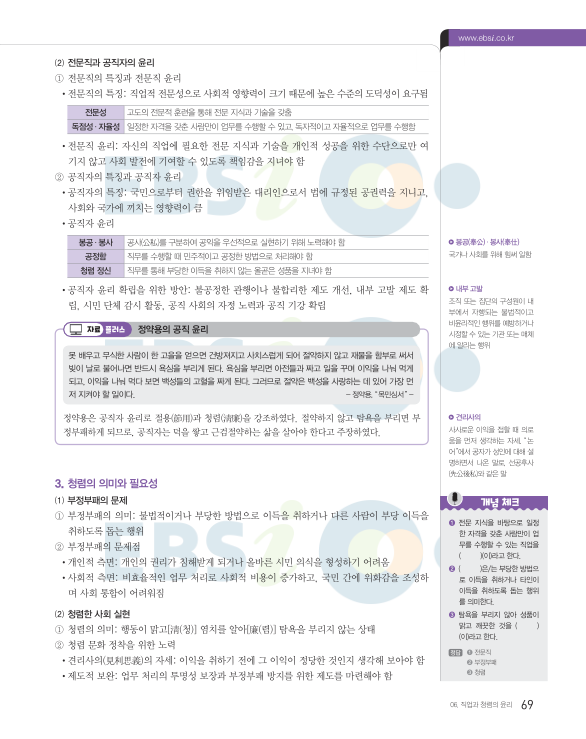 www.ebsi.co.kr
(2) 전문직과 공직자의 윤리
① 전문직의 특징과 전문직 윤리
• 전문직의 특징: 직업적 전문성으로 사회적 영향력이 크기 때문에 높은 수준의 도덕성이 요구됨
전문성 고도의 전문적 훈련을 통해 전문 지식과 기술을 갖춤
독점성·자율성 일정한 자격을 갖춘 사람만이 업무를 수행할 수 있고, 독자적이고 자율적으로 업무를 수행함
• 전문직 윤리: 자신의 직업에 필요한 전문 지식과 기술을 개인적 성공을 위한 수단으로만 여
기지 않고 사회 발전에 기여할 수 있도록 책임감을 지녀야 함
② 공직자의 특징과 공직자 윤리
• 공직자의 특징: 국민으로부터 권한을 위임받은 대리인으로서 법에 규정된 공권력을 지니고,
사회와 국가에 끼치는 영향력이 큼
• 공직자 윤리
봉공·봉사 공사(公私)를 구분하여 공익을 우선적으로 실현하기 위해 노력해야 함
공정함 직무를 수행할 때 민주적이고 공정한 방법으로 처리해야 함
청렴 정신 직무를 통해 부당한 이득을 취하지 않는 올곧은 성품을 지녀야 함
• 공직자 윤리 확립을 위한 방안: 불공정한 관행이나 불합리한 제도 개선, 내부 고발 제도 확
립, 시민 단체 감시 활동, 공직 사회의 자정 노력과 공직 기강 확립
자료 플러스 정약용의 공직 윤리
못 배우고 무식한 사람이 한 고을을 얻으면 건방져지고 사치스럽게 되어 절약하지 않고 재물을 함부로 써서
빚이 날로 불어나면 반드시 욕심을 부리게 된다. 욕심을 부리면 아전들과 짜고 일을 꾸며 이익을 나눠 먹게
되고, 이익을 나눠 먹다 보면 백성들의 고혈을 짜게 된다. 그러므로 절약은 백성을 사랑하는 데 있어 가장 먼
저 지켜야 할 일이다. – 정약용, “목민심서” –
정약용은 공직자 윤리로 절용(節用)과 청렴(淸廉)을 강조하였다. 절약하지 않고 탐욕을 부리면 부
정부패하게 되므로, 공직자는 덕을 쌓고 근검절약하는 삶을 살아야 한다고 주장하였다.
3. 청렴의 의미와 필요성
(1) 부정부패의 문제
① 부정부패의 의미: 불법적이거나 부당한 방법으로 이득을 취하거나 다른 사람이 부당 이득을
취하도록 돕는 행위
② 부정부패의 문제점
• 개인적 측면: 개인의 권리가 침해받게 되거나 올바른 시민 의식을 형성하기 어려움
• 사회적 측면: 비효율적인 업무 처리로 사회적 비용이 증가하고, 국민 간에 위화감을 조성하
며 사회 통합이 어려워짐
(2) 청렴한 사회 실현
① 청렴의 의미: 행동이 맑고[淸(청)] 염치를 알아[廉(렴)] 탐욕을 부리지 않는 상태
② 청렴 문화 정착을 위한 노력
• 견리사의(見利思義)의 자세: 이익을 취하기 전에 그 이익이 정당한 것인지 생각해 보아야 함
• 제도적 보완: 업무 처리의 투명성 보장과 부정부패 방지를 위한 제도를 마련해야 함
봉공(奉公)·봉사(奉仕)
국가나 사회를 위해 힘써 일함
내부 고발
조직 또는 집단의 구성원이 내
부에서 자행되는 불법적이고
비윤리적인 행위를 예방하거나
시정할 수 있는 기관 또는 매체
에 알리는 행위
견리사의
사사로운 이익을 접할 때 의로
움을 먼저 생각하는 자세. “논
어”에서 공자가 성인에 대해 설
명하면서 나온 말로, 선공후사
(先公後私)와 같은 말
개념 체크
❶ 전문 지식을 바탕으로 일정
한 자격을 갖춘 사람만이 업
무를 수행할 수 있는 직업을
( )(이)라고 한다.
❷ ( )은/는 부당한 방법으
로 이득을 취하거나 타인이
이득을 취하도록 돕는 행위
를 의미한다.
❸ 탐욕을 부리지 않아 성품이
맑고 깨끗한 것을 ( )
(이)라고 한다.
정답 ❶ 전문직
❷ 부정부패
❸ 청렴
06. 직업과 청렴의 윤리 69
EBSi
EBSi